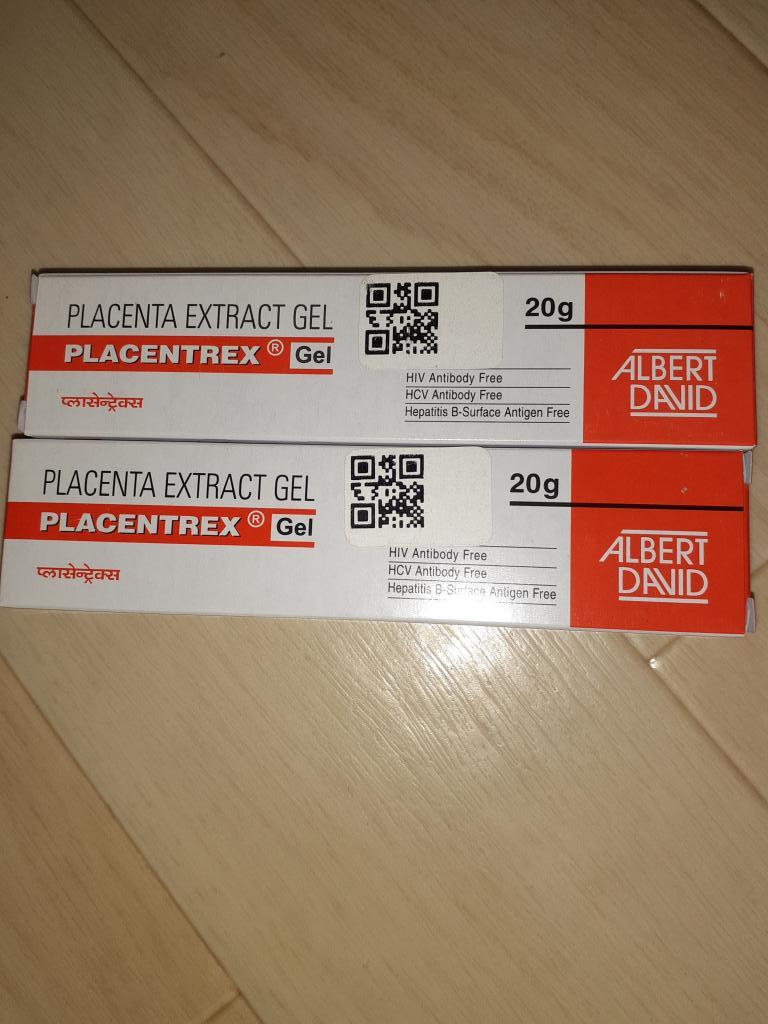 PLACENTA EXTRACT GEL
PLACENTREX® Gel
प्लासेन्ट्रेक्स
20g
HIV Antibody Free
HCV Antibody Free
Hepatitis B-Surface Antigen Free
ALBERT
DAVID
PLACENTA EXTRACT GEL
PLACENTREX® Gel
प्लासेन्ट्रेक्स
20g
HIV Antibody Free
HCV Antibody Free
Hepatitis B-Surface Antigen Free
ALBERT
DAVID